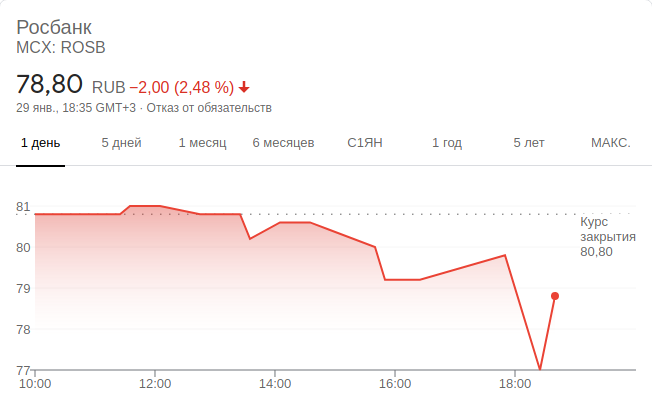 Росбанк
MCX: ROSB
78,80 RUB −2,00 (2,48 %)
29 янв., 18:35 GMT+3 · Отказ от обязательств
1 день 5 дней 1 месяц 6 месяцев С1ЯН 1 год 5 лет МАКС.
81
Курс
закрытия
80,80
80
79
78
77
10:00 12:00 14:00 16:00 18:00